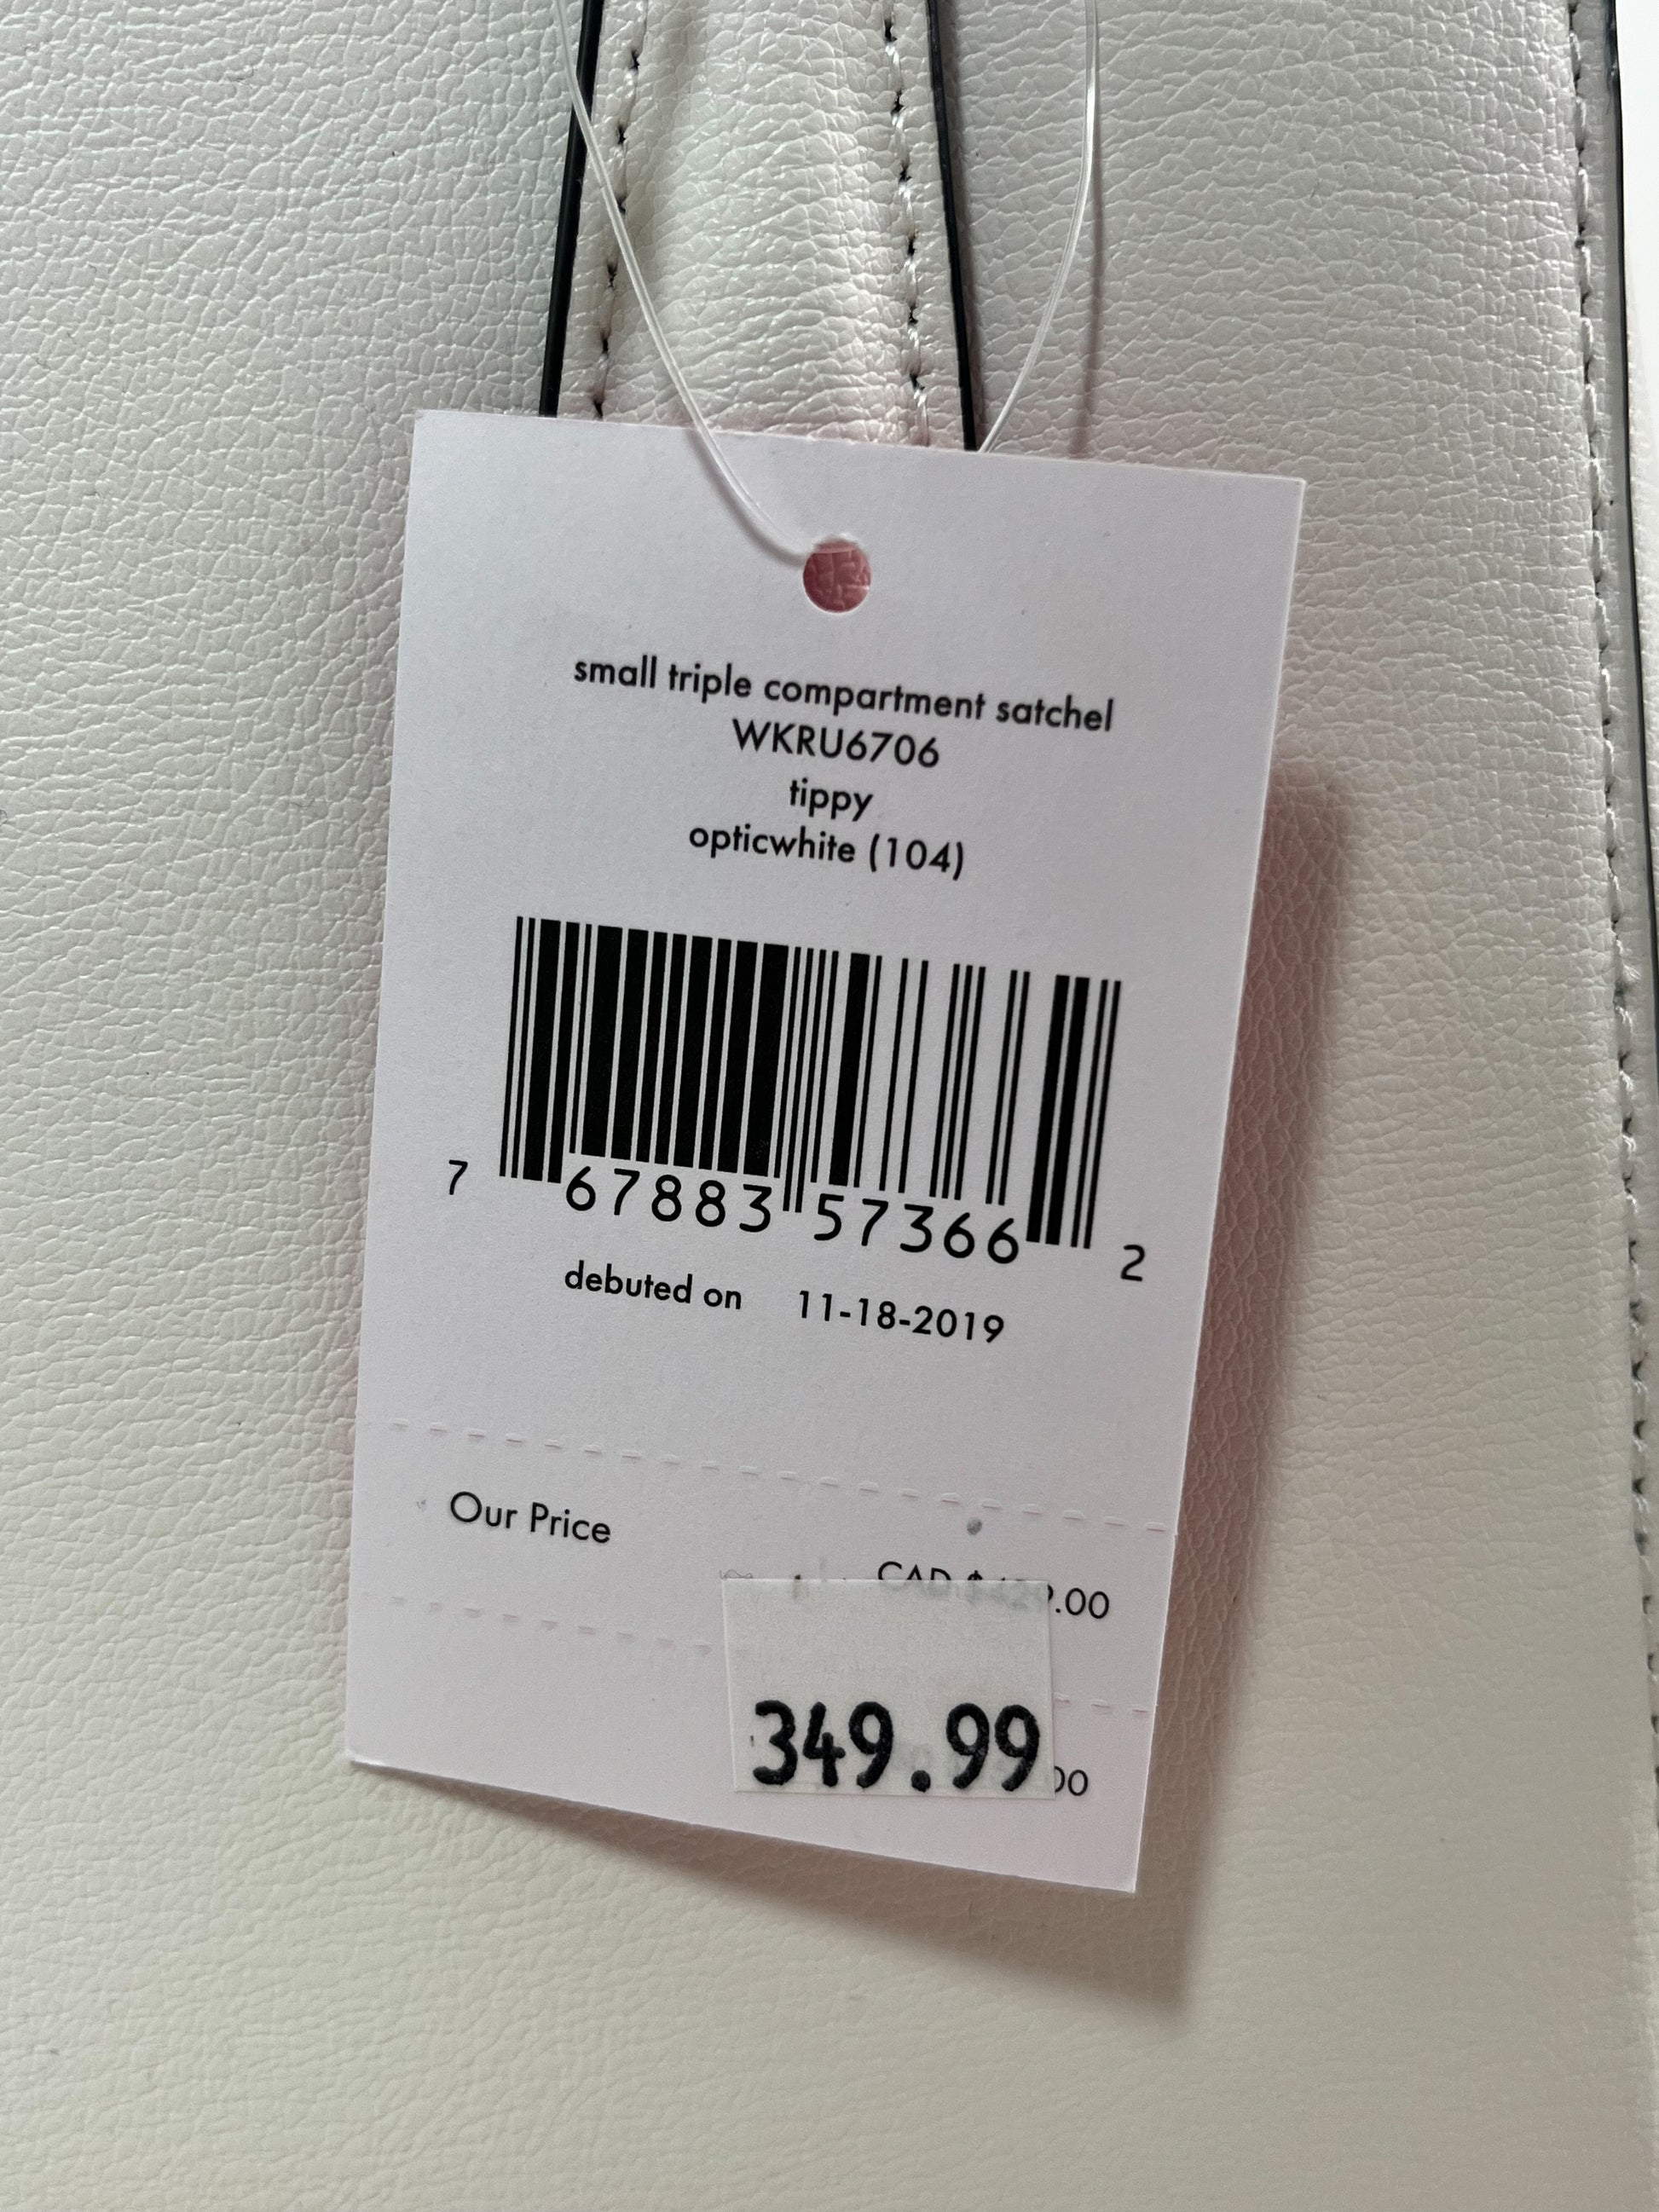 small triple compartment satchel
WKRU6706
tippy
opticwhite (104)
7 67883 57366 2
debuted on 11-18-2019
Our Price
CAD
349.99